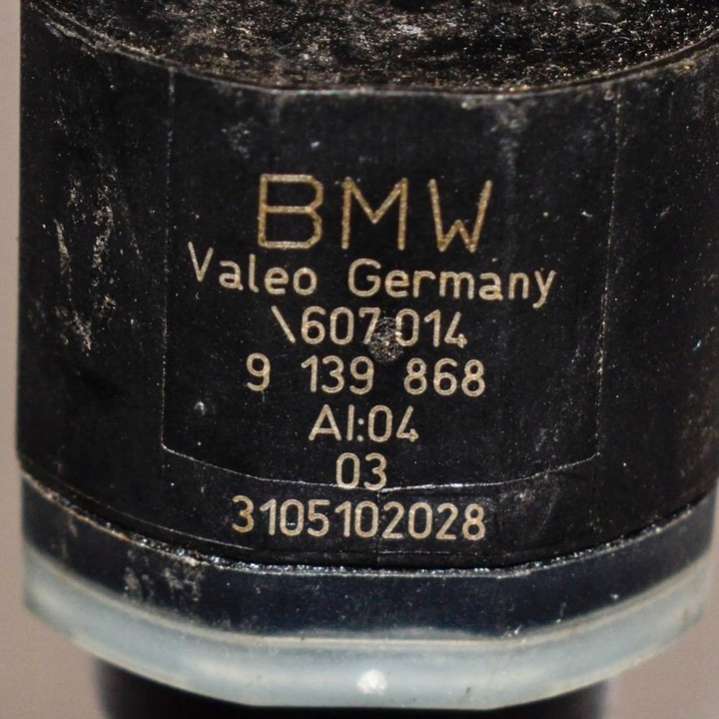 BMW
Valeo Germany
\607 014
9 139 868
AI:04
03
3105102028